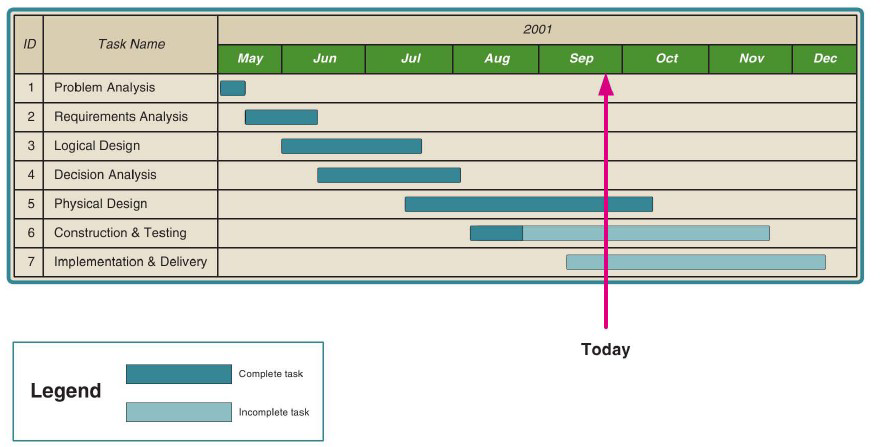 ID Task Name 2001
May Jun Jul Aug Sep Oct Nov Dec
1 Problem Analysis
2 Requirements Analysis
3 Logical Design
4 Decision Analysis
5 Physical Design
6 Construction & Testing
7 Implementation & Delivery
Today
Legend
Complete task
Incomplete task